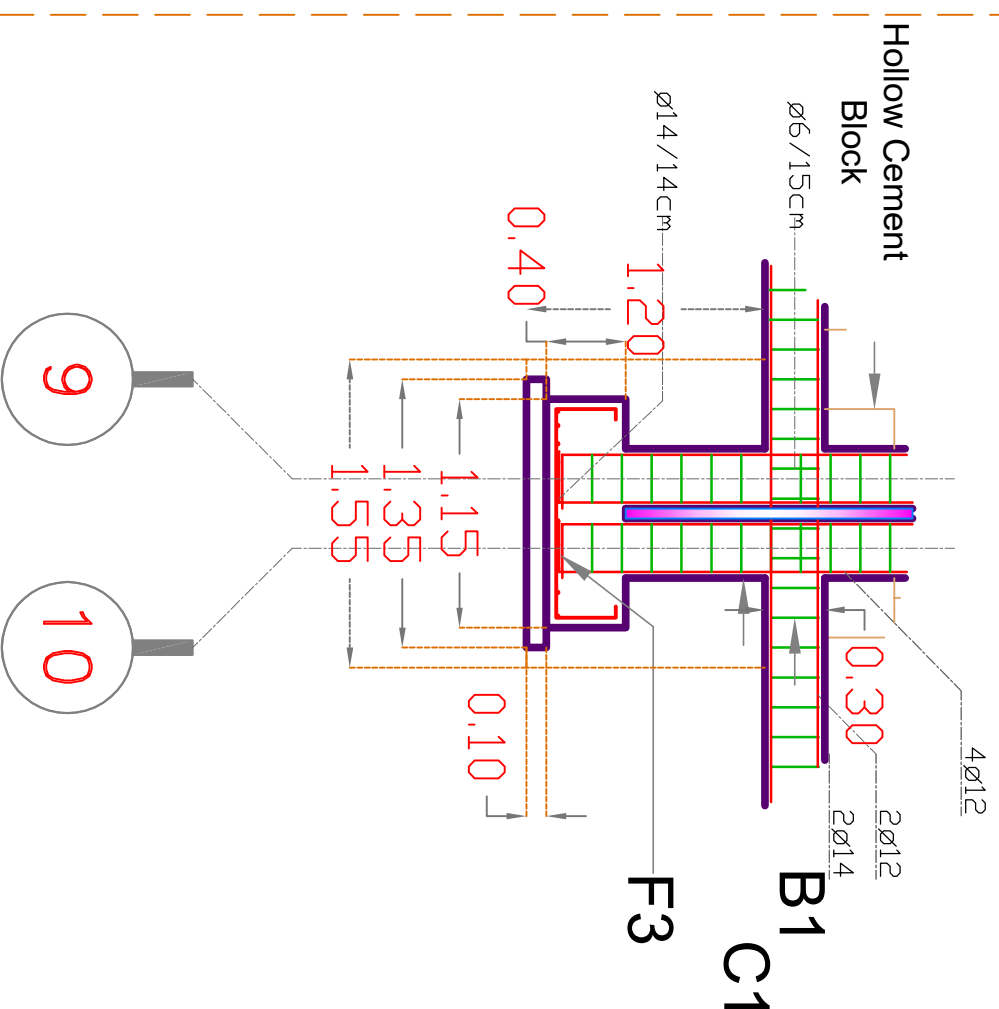 Hollow Cement
Block
ø6/15cm
ø14/14cm
1.20
0.40
4ø12
2ø12
2ø14
0.30
B1
C1
F3
1.15
1.35
1.55
0.10
9
10